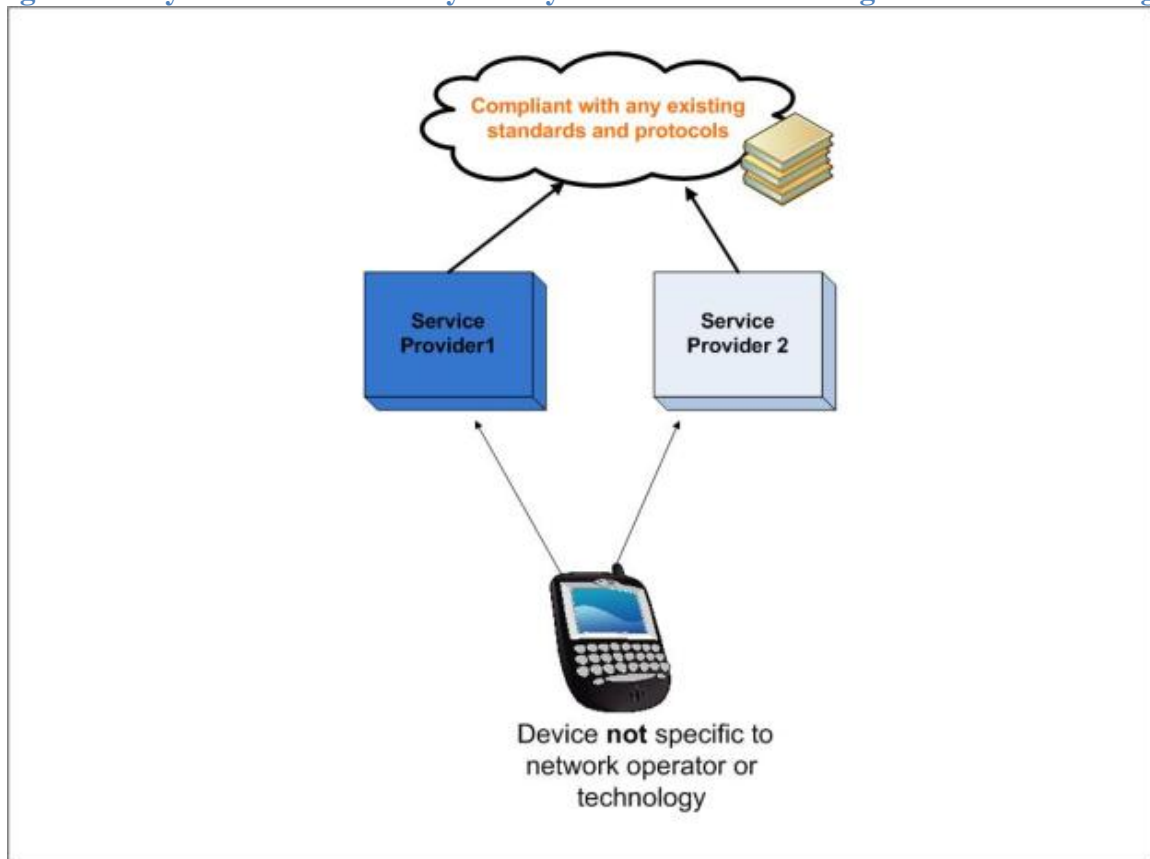 Compliant with any existing
standards and protocols
Service
Provider1
Service
Provider 2
Device not specific to
network operator or
technology